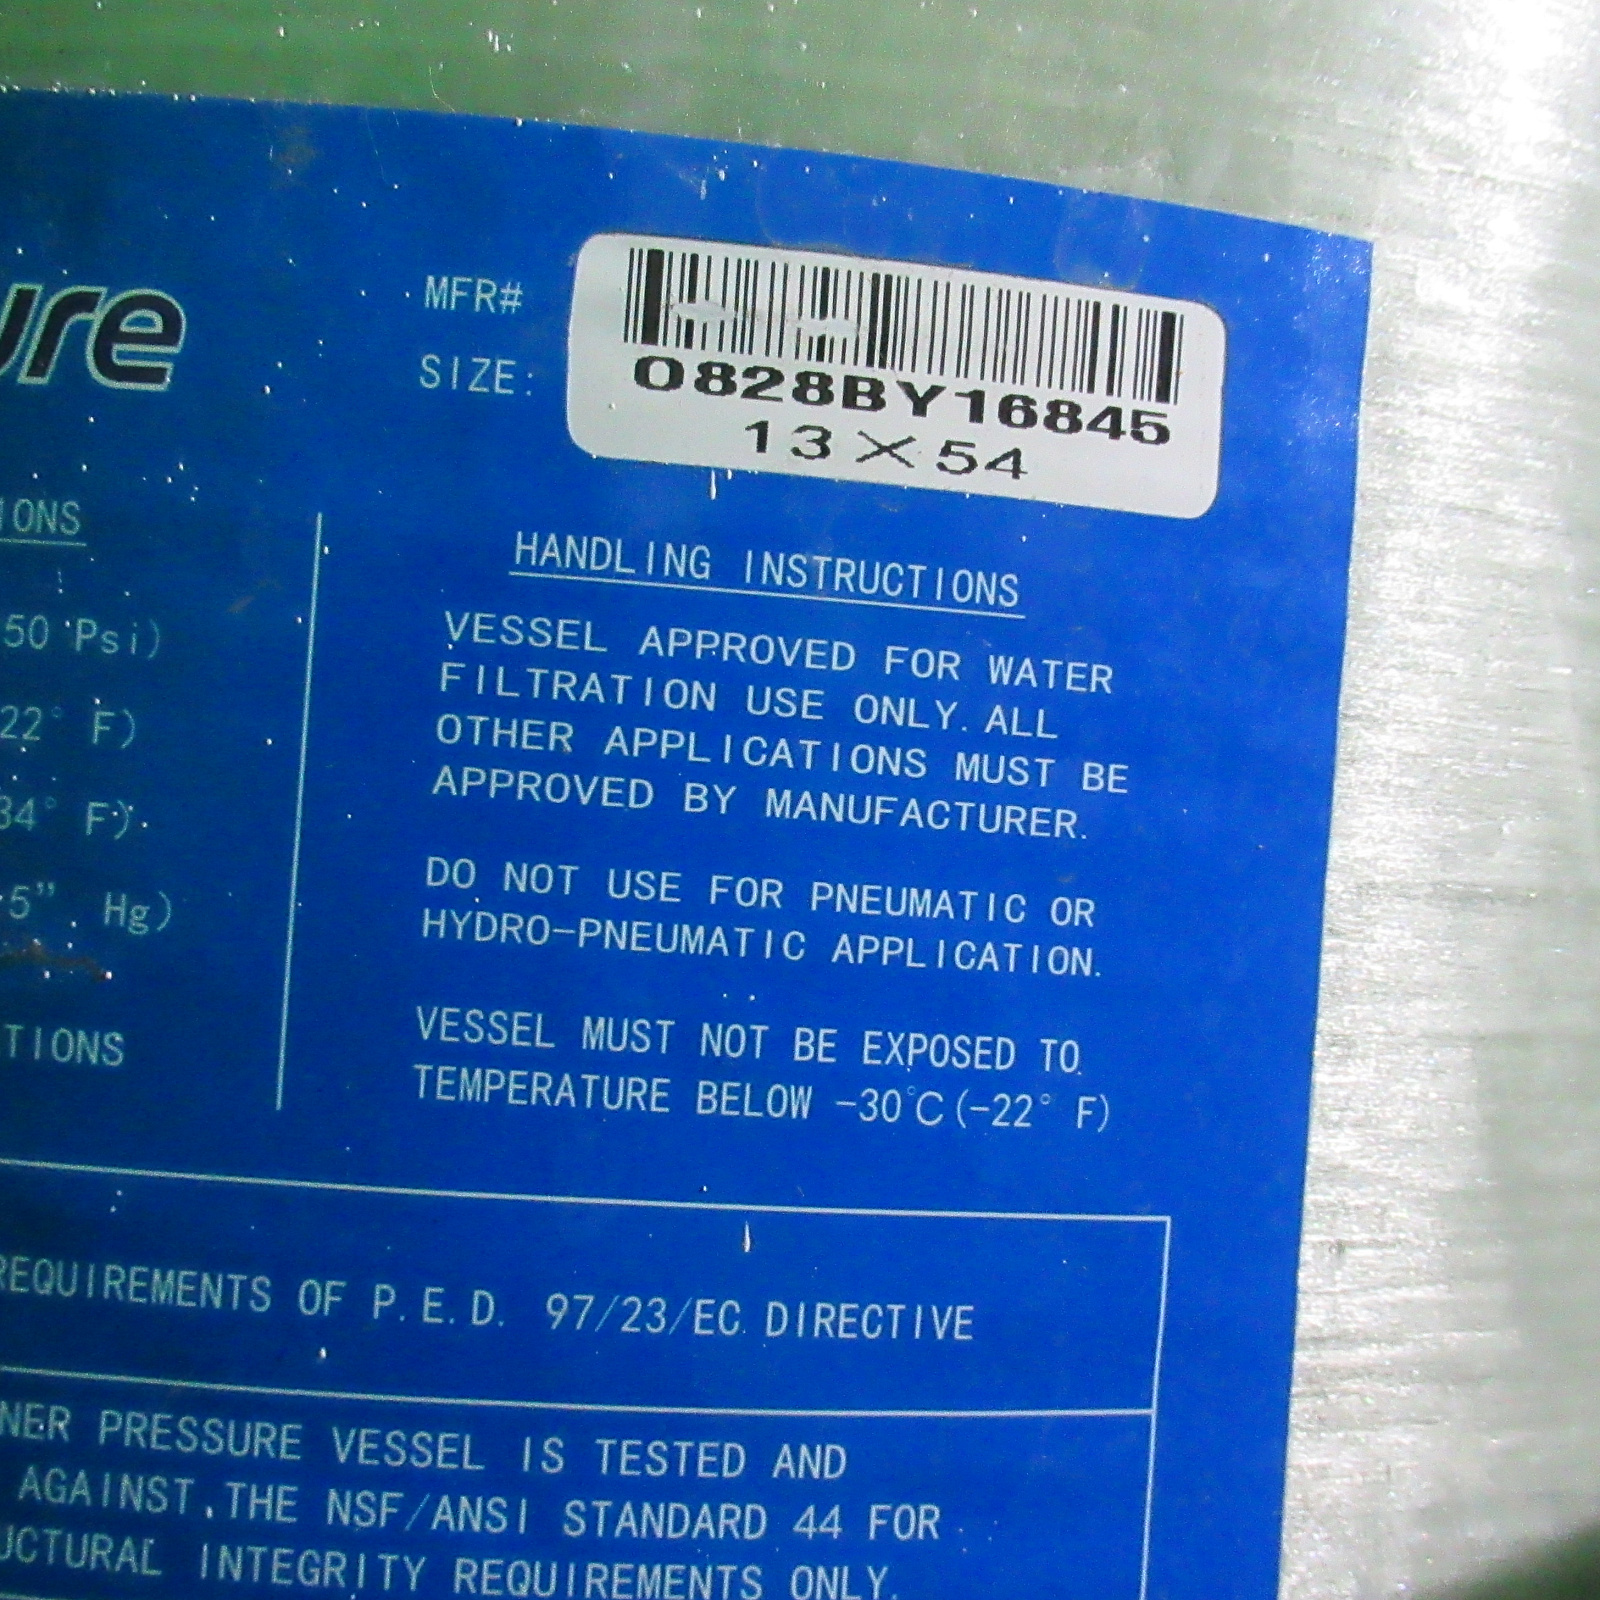 ure
MFR#
O828BY16845
SIZE:
13X54
IONS
50 Psi)
22° F)
34° F)
5" Hg)
TIONS
HANDLING INSTRUCTIONS
VESSEL APPROVED FOR WATER
FILTRATION USE ONLY. ALL
OTHER APPLICATIONS MUST BE
APPROVED BY MANUFACTURER.
DO NOT USE FOR PNEUMATIC OR
HYDRO-PNEUMATIC APPLICATION.
VESSEL MUST NOT BE EXPOSED TO
TEMPERATURE BELOW -30°C(-22° F)
REQUIREMENTS OF P.E.D. 97/23/EC DIRECTIVE
NER PRESSURE VESSEL IS TESTED AND
AGAINST THE NSF/ANSI STANDARD 44 FOR
UCTURAL INTEGRITY REQUIREMENTS ONLY.